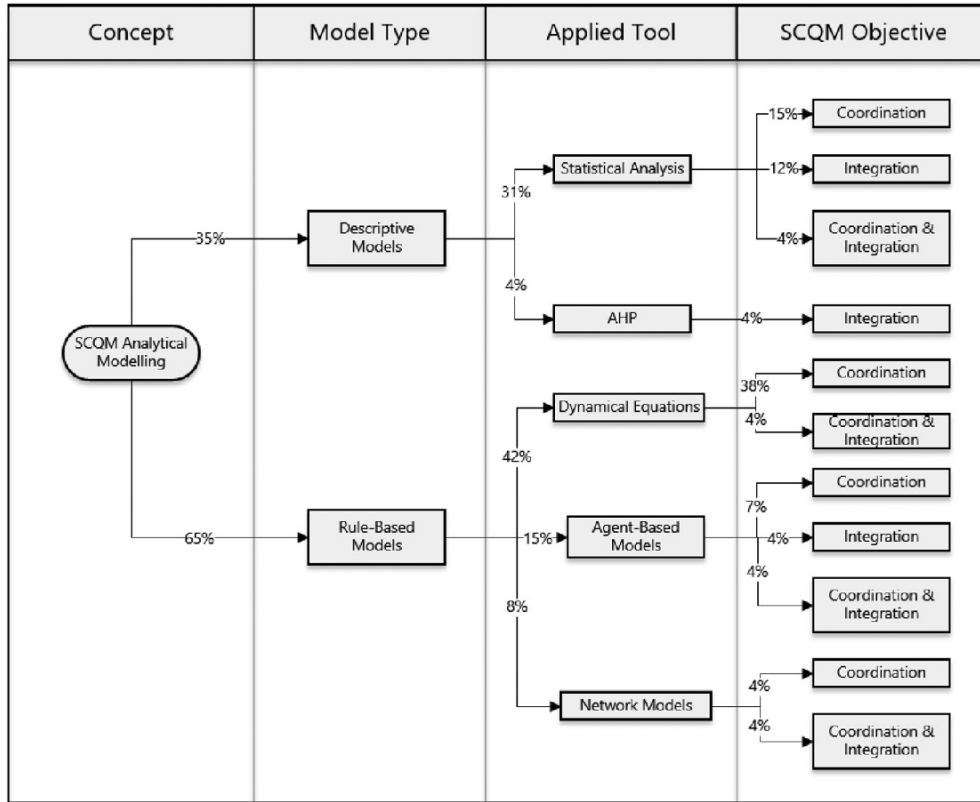 Concept
Model Type
Applied Tool
SCQM Objective
15%
Coordination
Statistical Analysis
12%
Integration
31%
35%
Descriptive
Models
4%
Coordination &
Integration
4%
AHP
4%
Integration
SCQM Analytical
Modelling
Dynamical Equations
38%
Coordination
4%
Coordination &
Integration
42%
7%
Coordination
65%
Rule-Based
Models
15%
Agent-Based
Models
4%
Integration
4%
Coordination &
Integration
8%
Network Models
4%
Coordination
4%
Coordination &
Integration